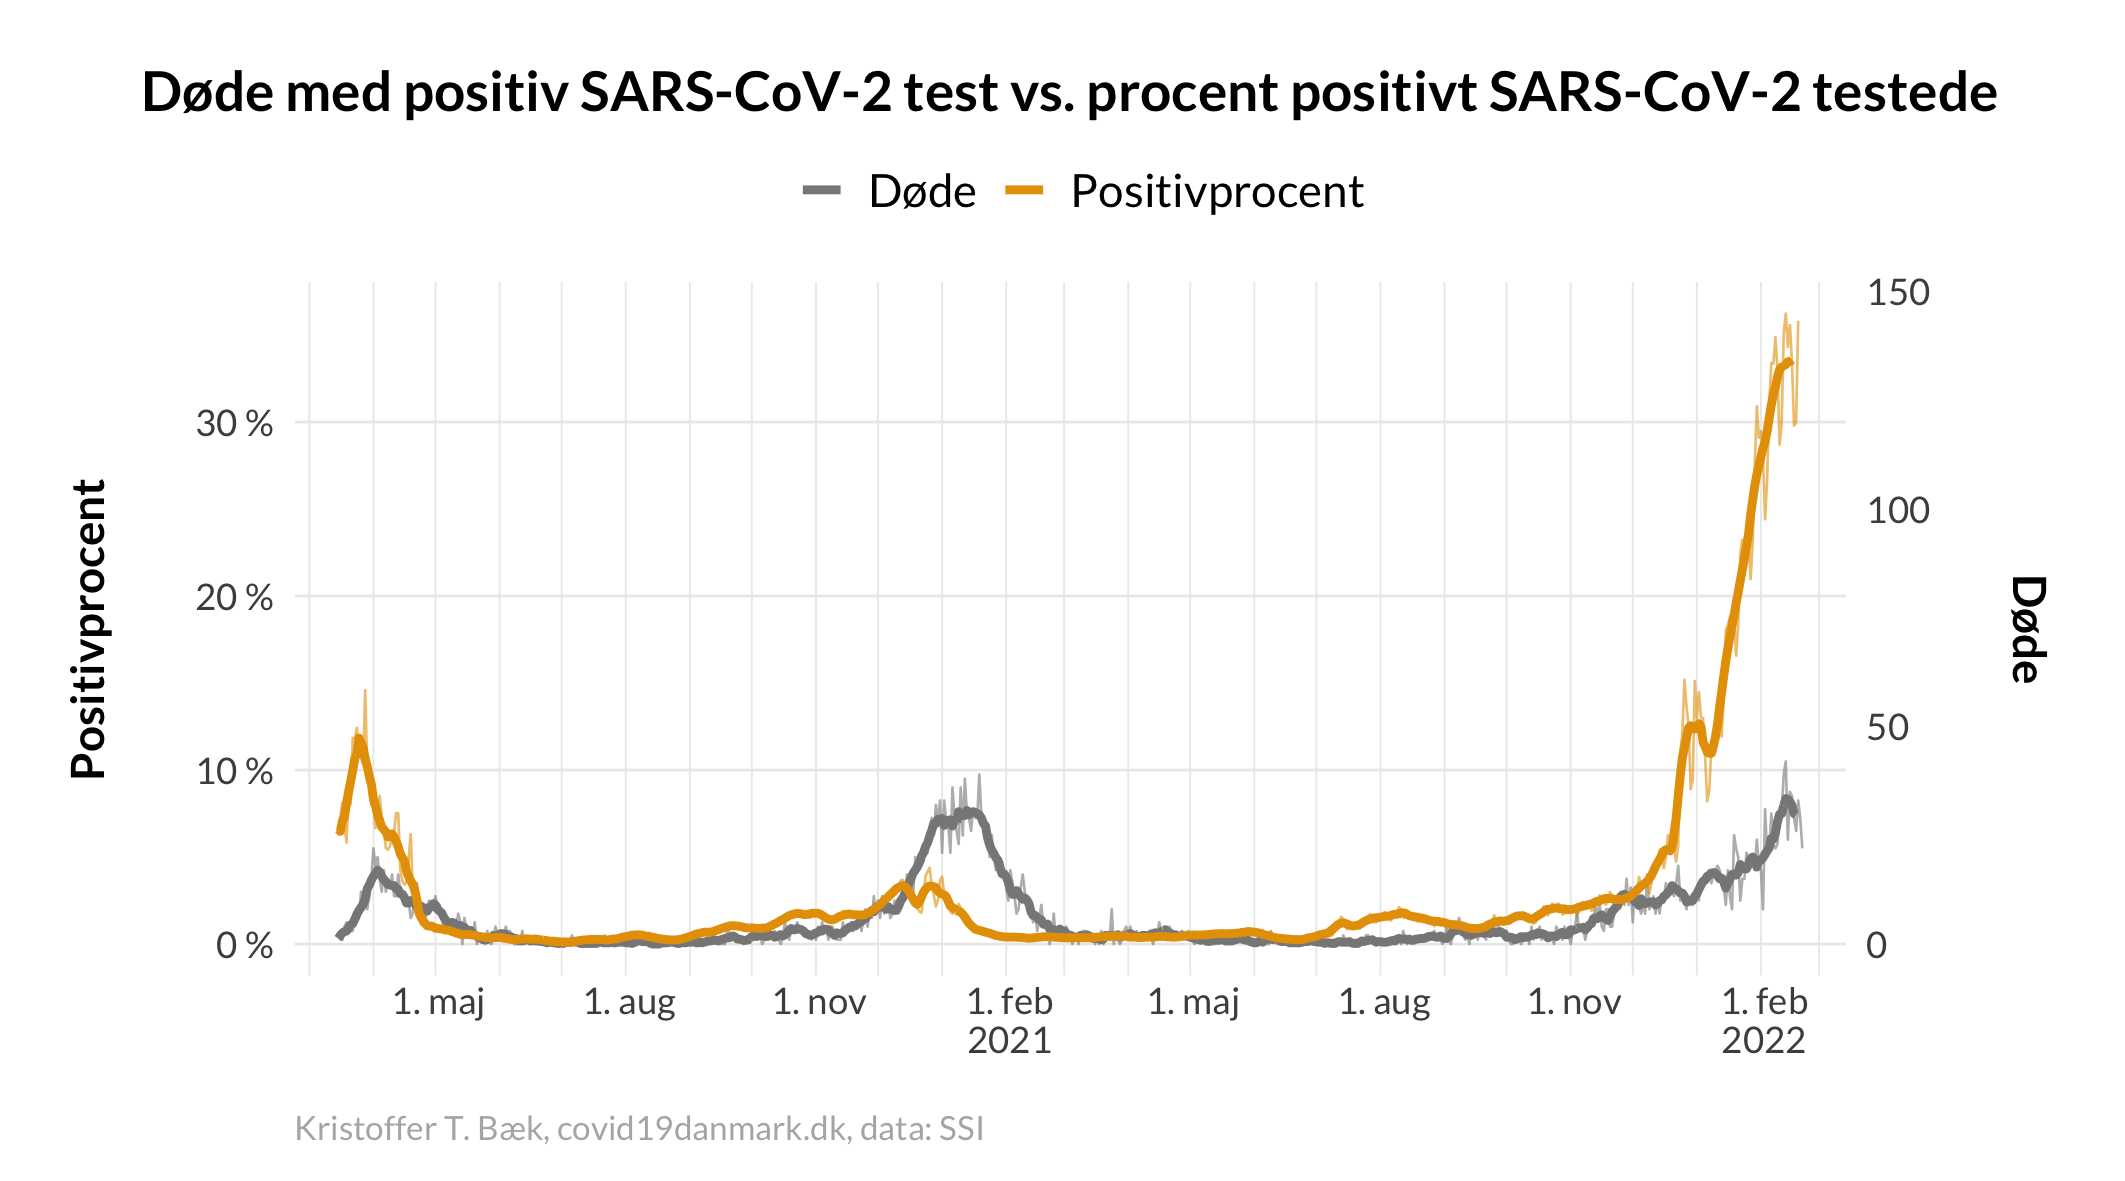 Døde med positiv SARS-CoV-2 test vs. procent positivt SARS-CoV-2 testede
Døde Positivprocent
Positivprocent
30 %
20 %
10 %
0 %
150
100
50
0
Døde
1. maj 1. aug 1. nov 1. feb 1. maj 1. aug 1. nov 1. feb
2021 2022
Kristoffer T. Bæk, covid19danmark.dk, data: SSI